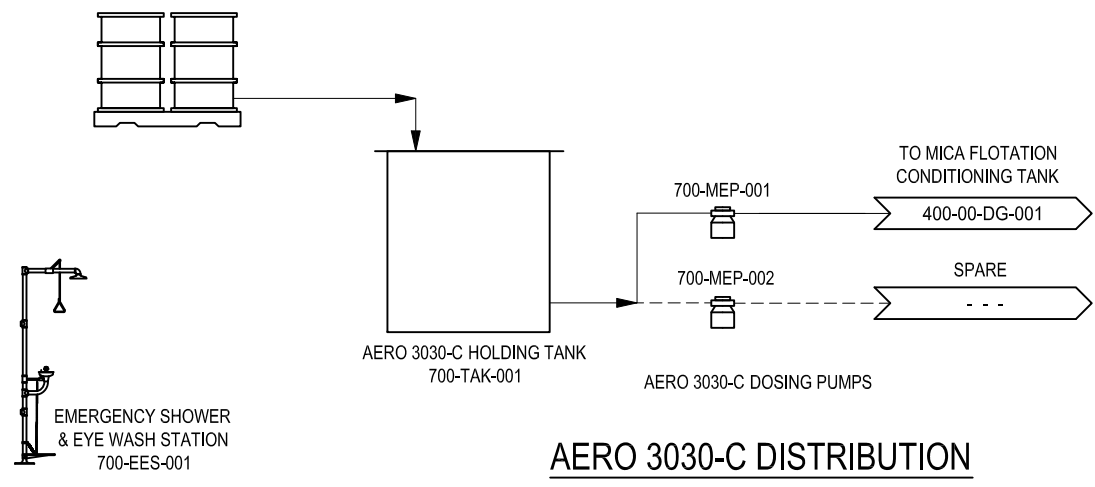 TO MICA FLOTATION
CONDITIONING TANK
700-MEP-001
400-00-DG-001
700-MEP-002
SPARE
- - -
AERO 3030-C HOLDING TANK
700-TAK-001
AERO 3030-C DOSING PUMPS
EMERGENCY SHOWER
& EYE WASH STATION
700-EES-001
AERO 3030-C DISTRIBUTION